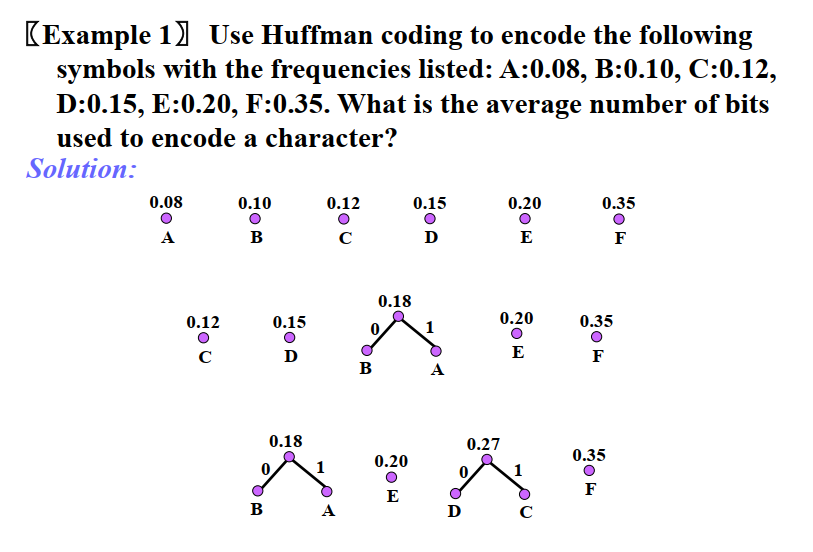 〖Example 1〗 Use Huffman coding to encode the following
symbols with the frequencies listed: A:0.08, B:0.10, C:0.12,
D:0.15, E:0.20, F:0.35. What is the average number of bits
used to encode a character?
Solution:
0.08 0.10 0.12 0.15 0.20 0.35
A B C D E F
0.18
0.12 0.15 0.20 0.35
0 1
C D E F
B A
0.18 0.27
0.20 0.35
0 1 0 1
E F
B A D C